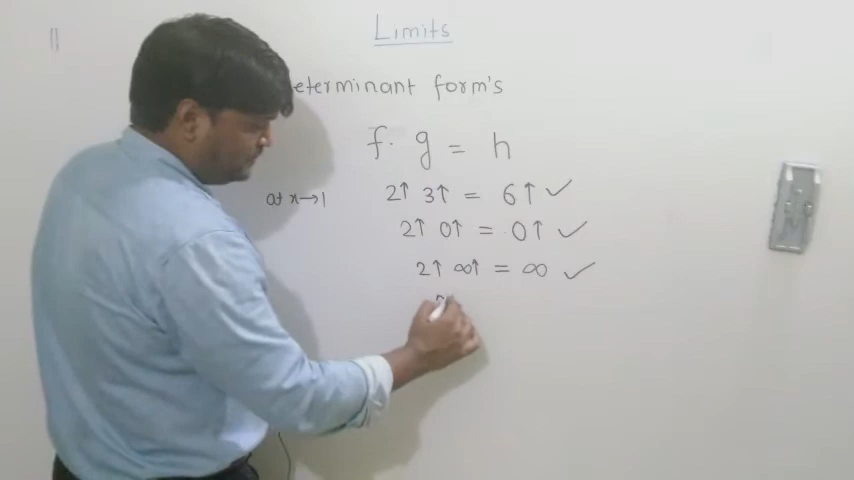 Limits
eterminant form's
f. g = h
at x→1 2↑ 3↑ = 6↑ ✓
2↑ 0↑ = 0↑ ✓
2↑ ∞↑ = ∞ ✓